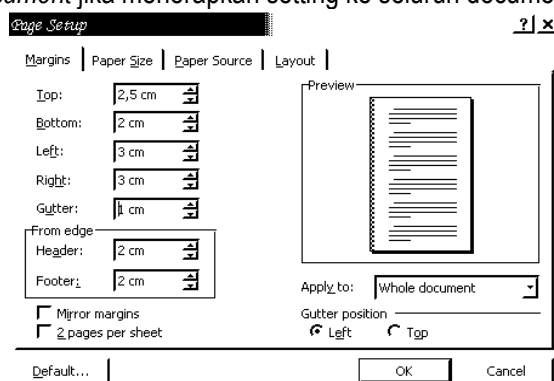 ocument jika menerapkan setting ke seluruh docume
Page Setup
Margins Paper Size Paper Source Layout
Top: 2,5 cm
Bottom: 2 cm
Left: 3 cm
Right: 3 cm
Gutter: 1 cm
From edge
Header: 2 cm
Footer: 2 cm
Mirror margins
2 pages per sheet
Preview
Apply to: Whole document
Gutter position
Left Top
Default... OK Cancel